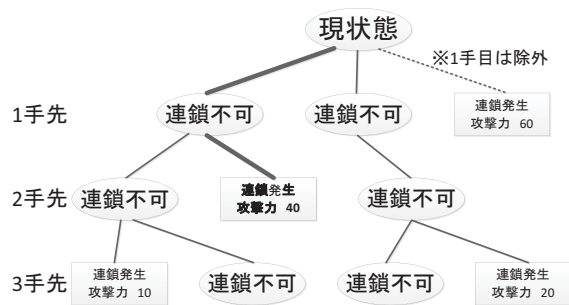 現状態
※1手目は除外
1手先
連鎖不可
連鎖不可
連鎖発生
攻撃力 60
2手先
連鎖不可
連鎖発生
攻撃力 40
連鎖不可
3手先
連鎖発生
攻撃力 10
連鎖不可
連鎖不可
連鎖発生
攻撃力 20